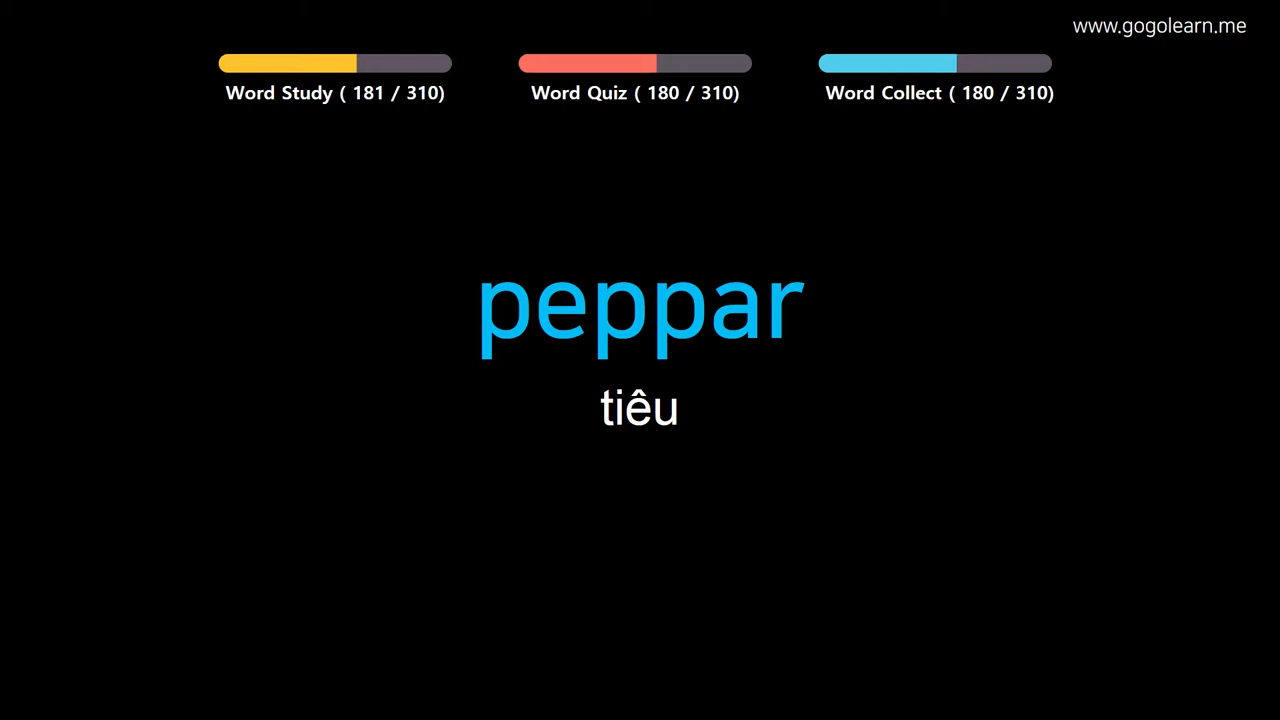 www.gogolearn.me
Word Study ( 181 / 310)
Word Quiz ( 180 / 310)
Word Collect ( 180 / 310)
peppar
tiêu